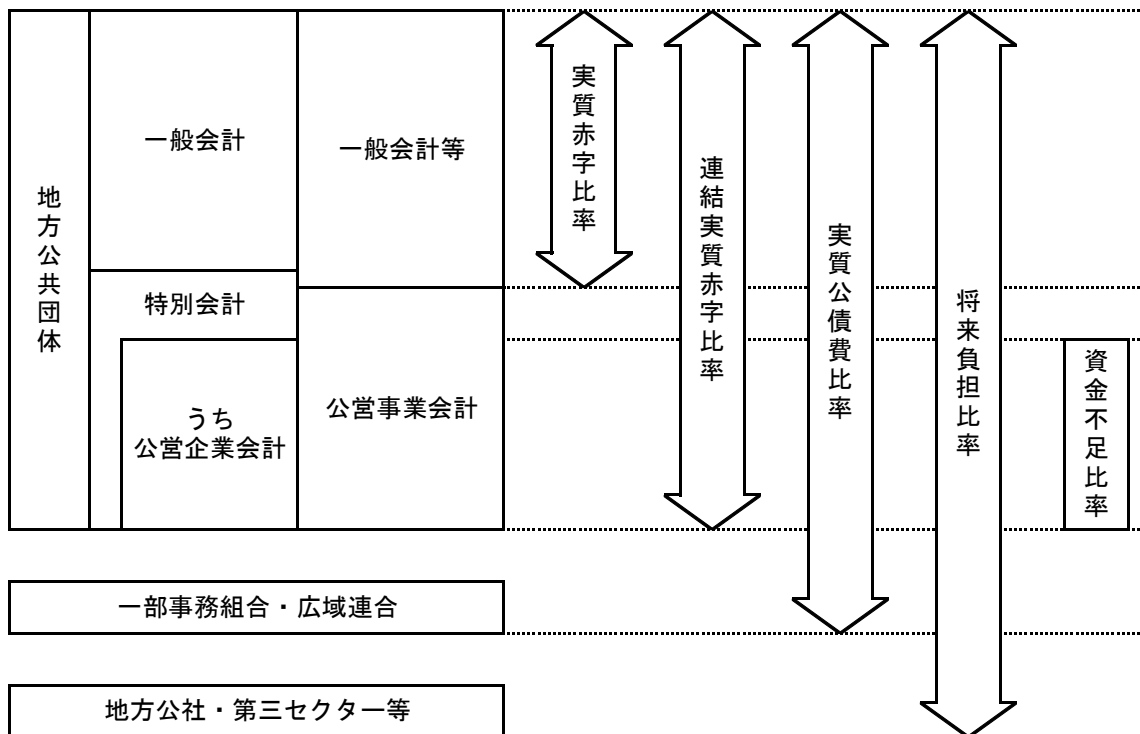 地方公共団体
一般会計
特別会計
うち
公営企業会計
一般会計等
公営事業会計
実質赤字比率
連結実質赤字比率
実質公債費比率
将来負担比率
資金不足比率
一部事務組合・広域連合
地方公社・第三セクター等